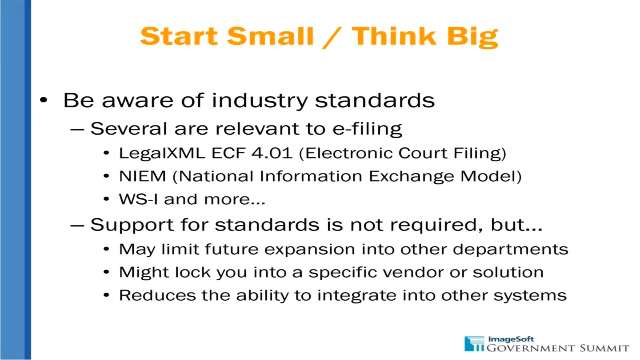 Start Small / Think Big
• Be aware of industry standards
– Several are relevant to e-filing
• LegalXML ECF 4.01 (Electronic Court Filing)
• NIEM (National Information Exchange Model)
• WS-I and more...
– Support for standards is not required, but...
• May limit future expansion into other departments
• Might lock you into a specific vendor or solution
• Reduces the ability to integrate into other systems
ImageSoft
GOVERNMENT SUMMIT